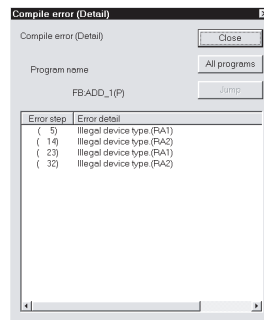 Compile error (Detail)
Compile error (Detail)
Close
Program name
All programs
FB:ADD_1(P)
Jump
Error step Error detail
( 5) Illegal device type.(RA1)
( 14) Illegal device type.(RA2)
( 23) Illegal device type.(RA1)
( 32) Illegal device type.(RA2)